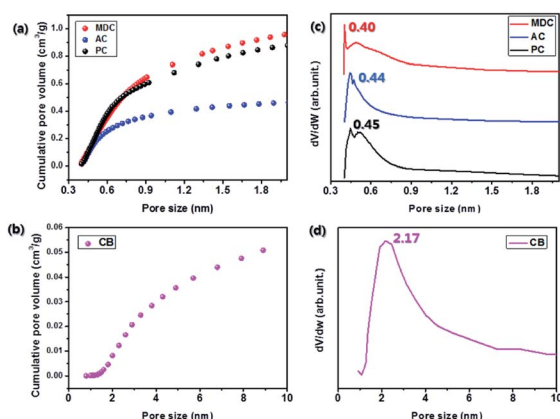 (a)
MDC
AC
PC
Cumulative pore volume (cm³/g)
1.0
0.8
0.6
0.4
0.2
0.0
0.3 0.6 0.9 1.2 1.5 1.8
Pore size (nm)
(c)
MDC
AC
PC
0.40
0.44
0.45
dV/dW (arb.unit.)
0.3 0.6 0.9 1.2 1.5 1.8
Pore size (nm)
(b)
CB
Cumulative pore volume (cm³/g)
0.06
0.05
0.04
0.03
0.02
0.01
0.00
0 2 4 6 8 10
Pore size (nm)
(d)
CB
2.17
dV/dw (arb.unit.)
0 2 4 6 8 10
Pore size (nm)